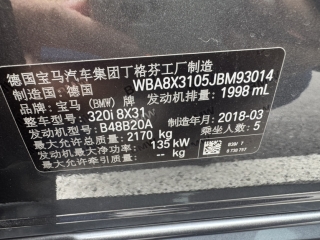 德国宝马汽车集团丁格芬工厂制造
制造国：德国 WBA8X3105JBM93014
品牌：宝马（BMW）牌 发动机排量：1998 mL
整车型号：320i 8X31
发动机型号：B48B20A 制造年月：2018-03
最大允许总质量：2170 kg 乘坐人数：5
发动机最大净功率：135 kW
最大允许牵引质量：-- kg